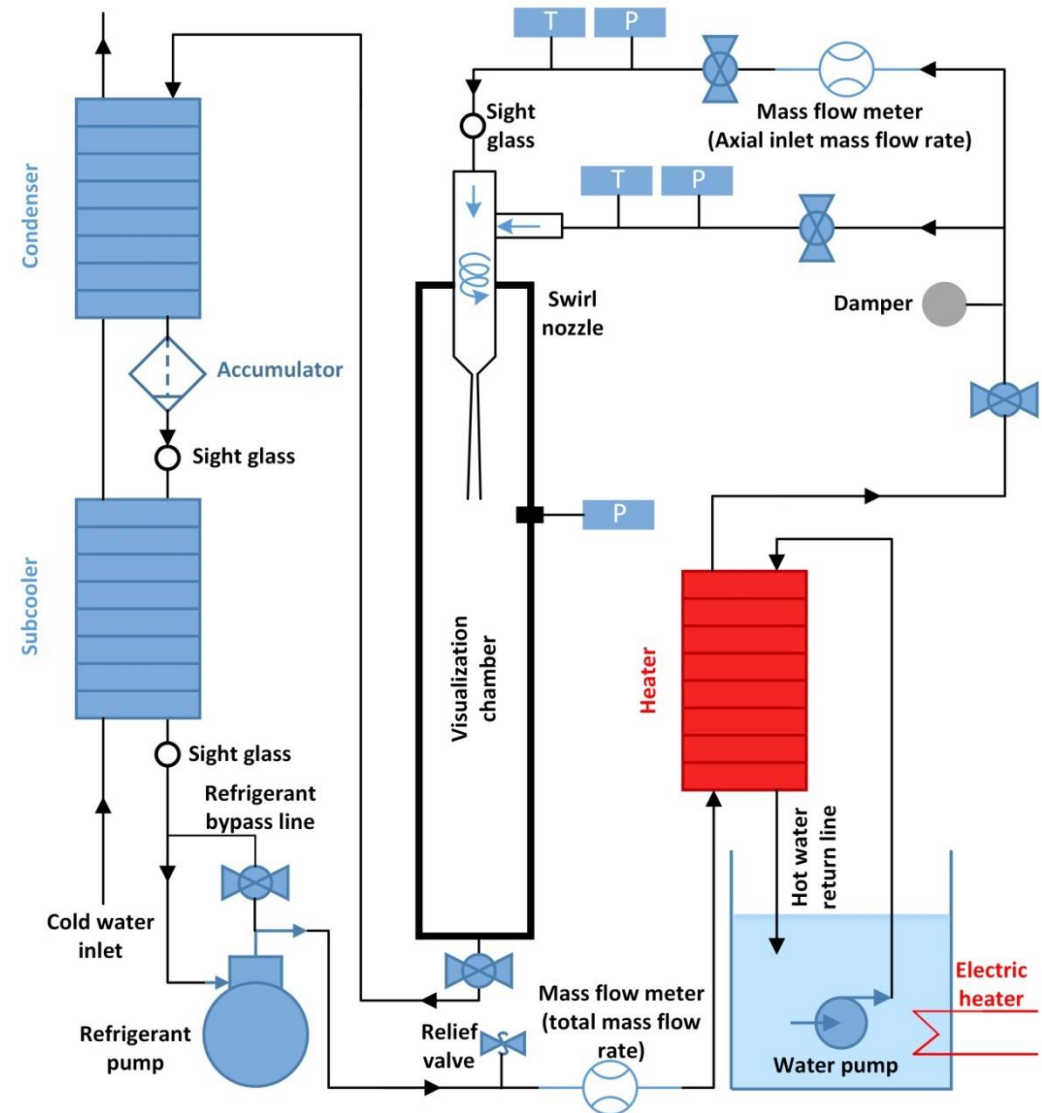 T
P
Sight
glass
Mass flow meter
(Axial inlet mass flow rate)
T
P
Condenser
Swirl
nozzle
Damper
Accumulator
Sight glass
P
Subcooler
Visualization
chamber
Heater
Sight glass
Refrigerant
bypass line
Hot water
return line
Cold water
inlet
Electric
heater
Mass flow meter
(total mass flow
rate)
Refrigerant
pump
Relief
valve
Water pump